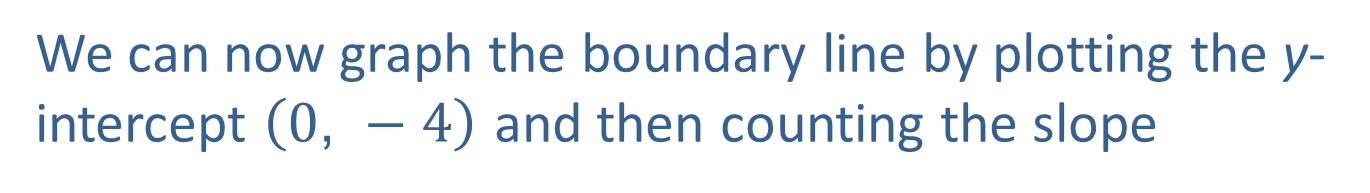 We can now graph the boundary line by plotting the y-
intercept (0, − 4) and then counting the slope